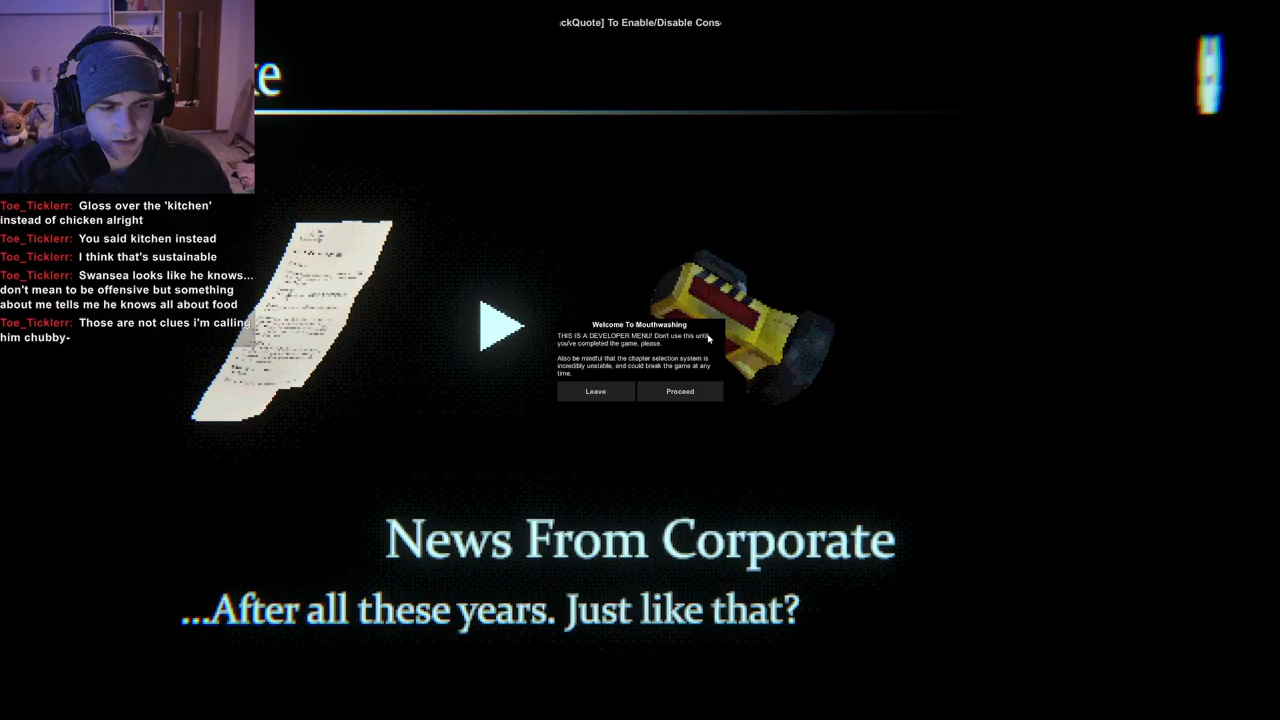 ckQuote] To Enable/Disable Cons
e
Toe_Ticklerr: Gloss over the 'kitchen'
instead of chicken alright
Toe_Ticklerr: You said kitchen instead
Toe_Ticklerr: I think that's sustainable
Toe_Ticklerr: Swansea looks like he knows...
don't mean to be offensive but something
about me tells me he knows all about food
Toe_Ticklerr: Those are not clues i'm calling
him chubby-
Welcome To Mouthwashing
THIS IS A DEVELOPER MENU! Don't use this until
you've completed the game, please.
Also be mindful that the chapter selection system is
incredibly unstable, and could break the game at any
time.
Leave
Proceed
News From Corporate
...After all these years. Just like that?